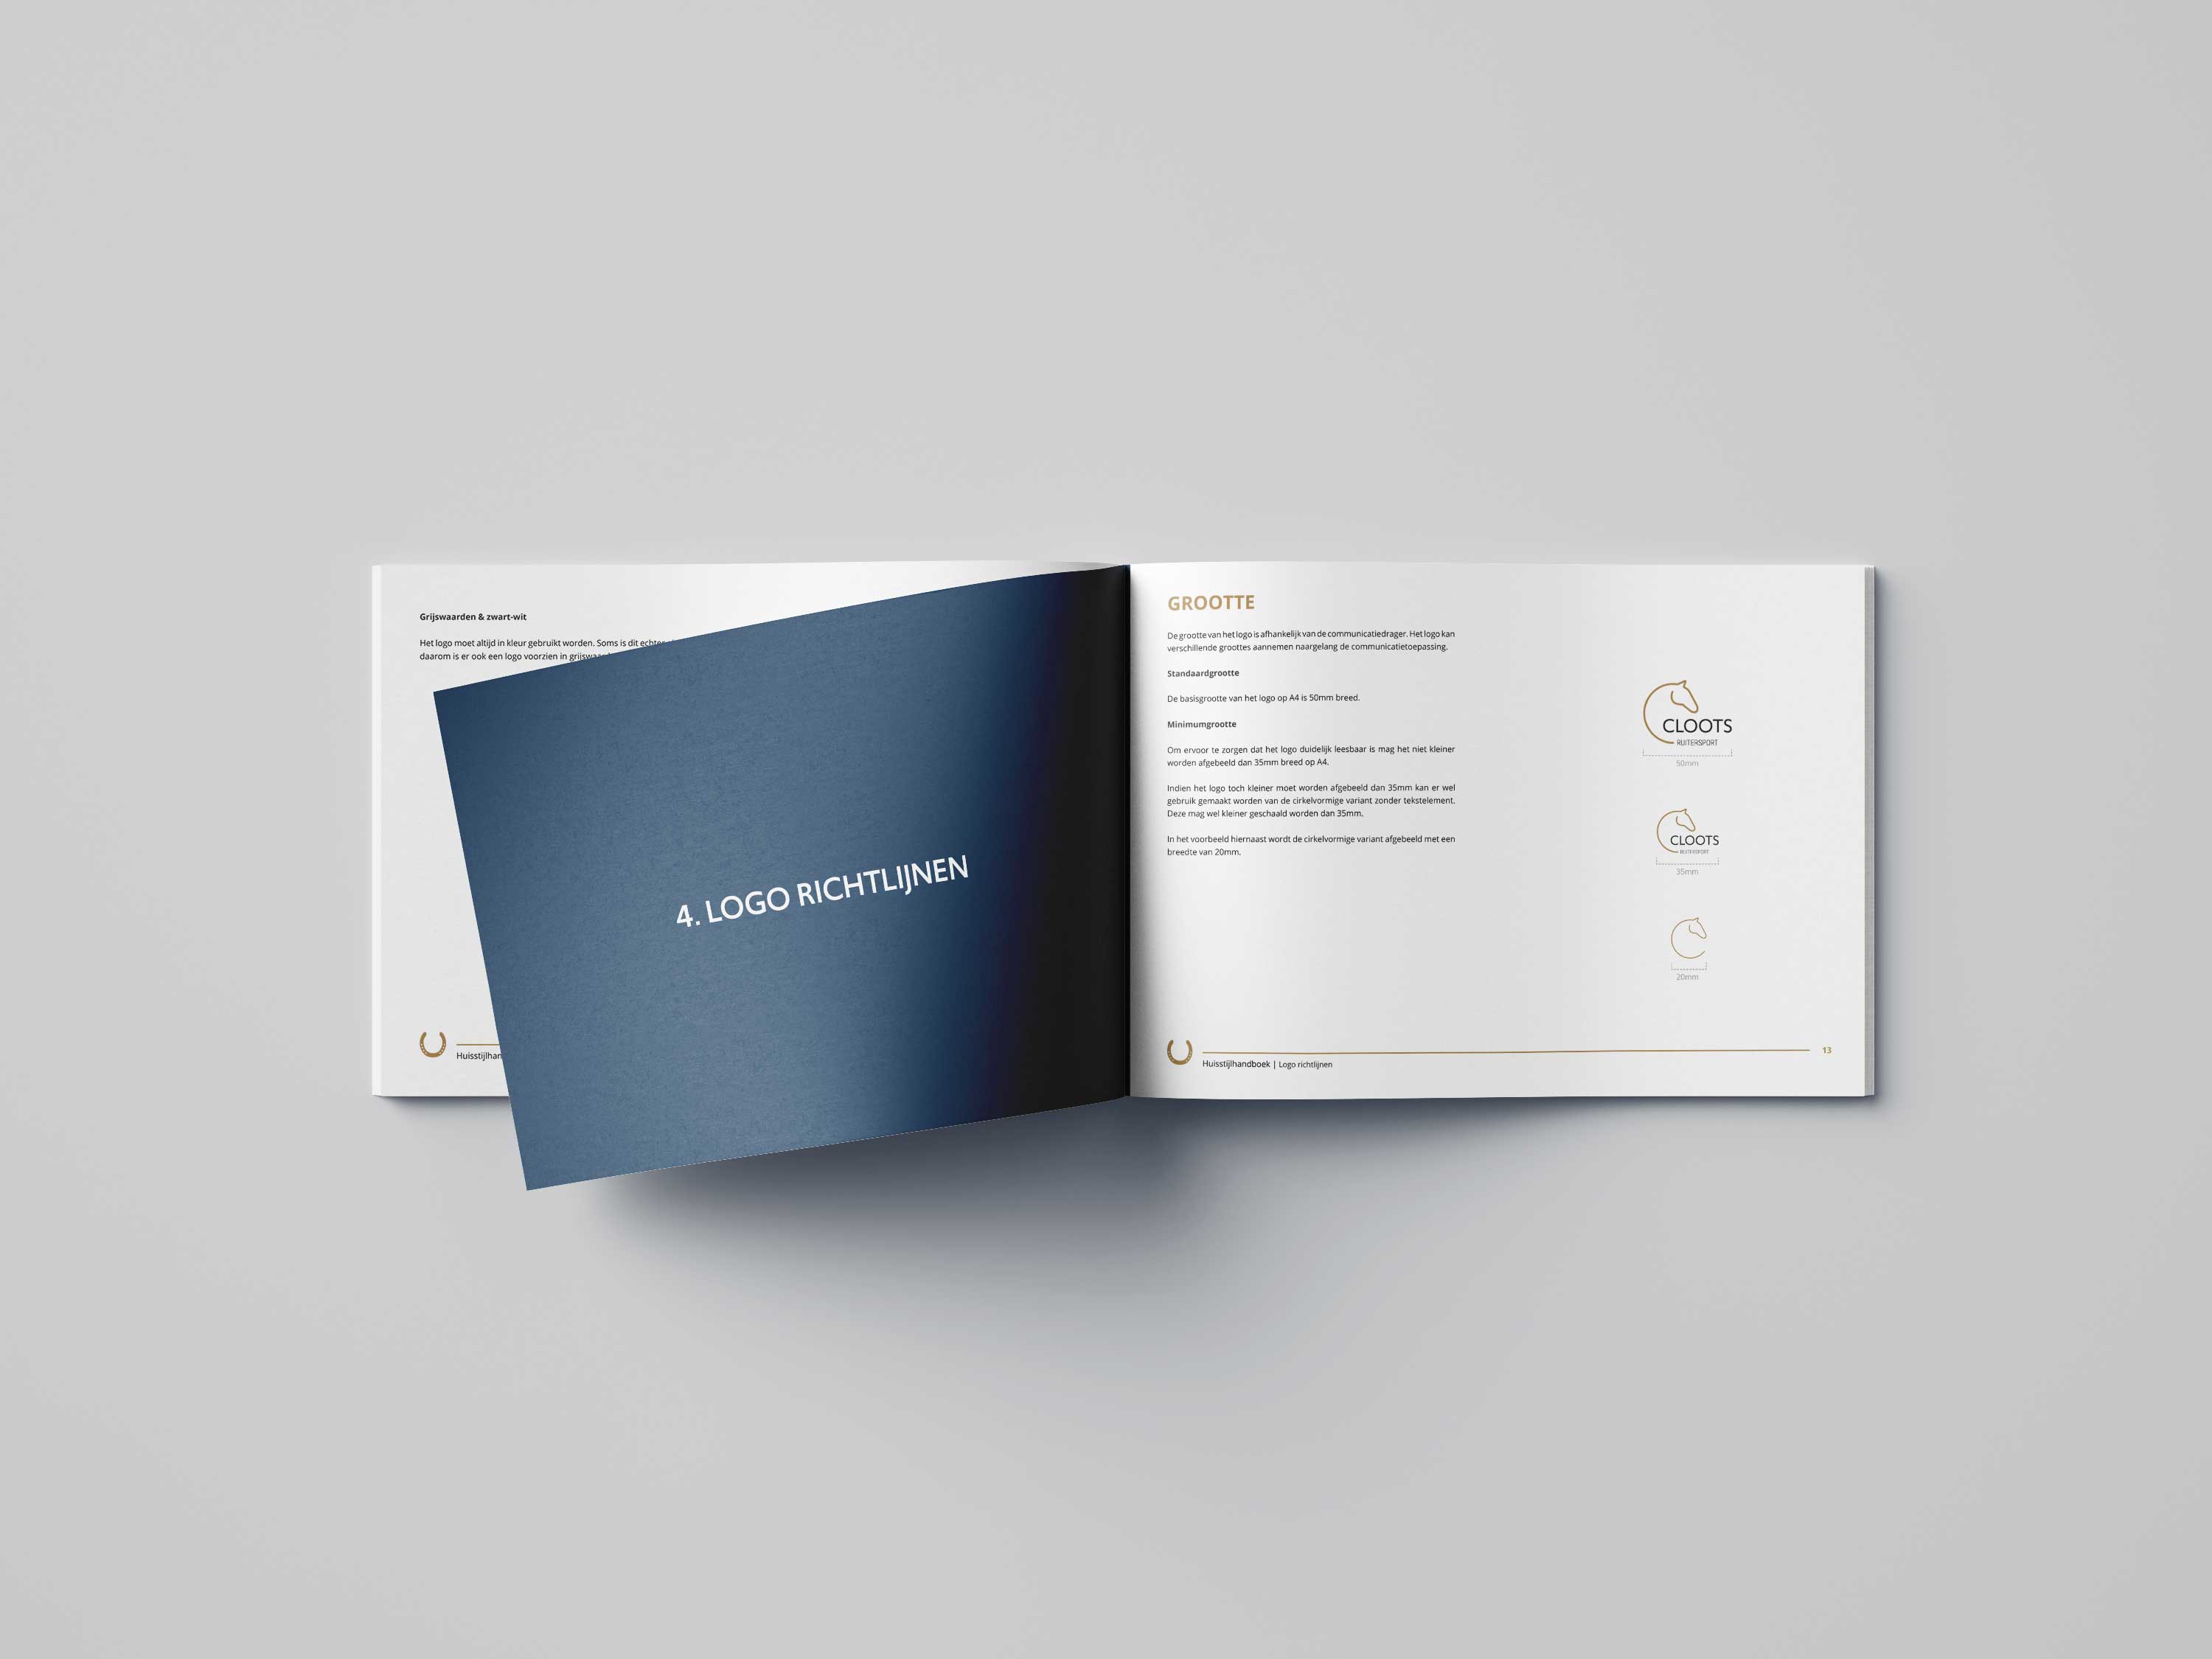 Grijswaarden & zwart-wit
Het logo moet altijd in kleur gebruikt worden. Soms is dit echter
daarom is er ook een logo voorzien in
Huisstijlhan
4. LOGO RICHTLIJNEN
GROOTTE
De grootte van het logo is afhankelijk van de communicatiedrager. Het logo kan
verschillende groottes aannemen naargelang de communicatietoepassing.
Standaardgrootte
De basisgrootte van het logo op A4 is 50mm breed.
Minimumgrootte
Om ervoor te zorgen dat het logo duidelijk leesbaar is mag het niet kleiner
worden afgebeeld dan 35mm breed op A4.
Indien het logo toch kleiner moet worden afgebeeld dan 35mm kan er wel
gebruik gemaakt worden van de cirkelvormige variant zonder tekstelement.
Deze mag wel kleiner geschaald worden dan 35mm.
In het voorbeeld hiernaast wordt de cirkelvormige variant afgebeeld met een
breedte van 20mm.
CLOOTS
RUITERSPORT
50mm
CLOOTS
RUITERSPORT
35mm
20mm
Huisstijlhandboek | Logo richtlijnen
13